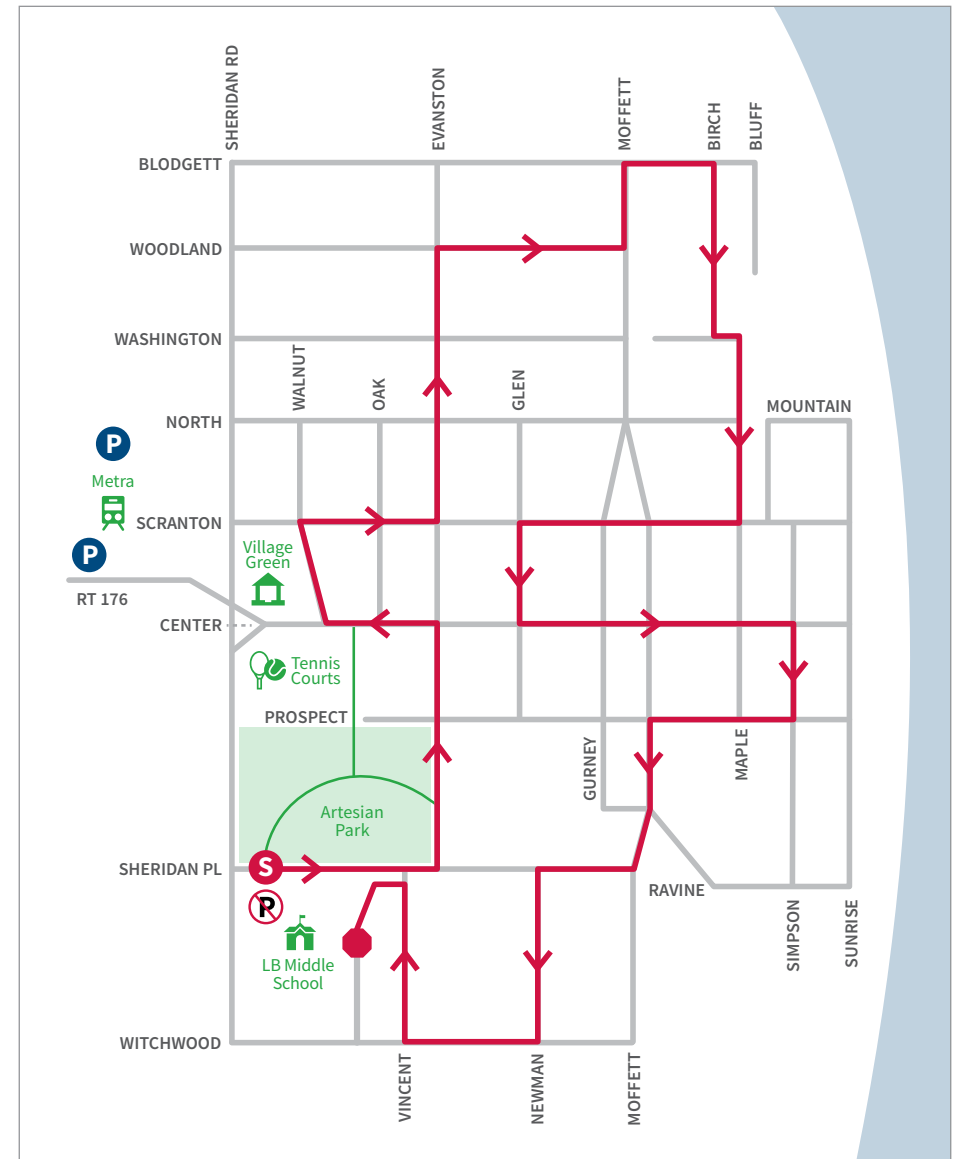 SHERIDAN RD
EVANSTON
MOFFETT
BIRCH
BLUFF
BLODGETT
WOODLAND
WASHINGTON
WALNUT
OAK
GLEN
NORTH
MOUNTAIN
P
Metra
SCRANTON
P
Village
Green
RT 176
CENTER
Tennis
Courts
PROSPECT
GURNEY
MAPLE
Artesian
Park
SHERIDAN PL
S
RAVINE
P
SIMPSON
SUNRISE
LB Middle
School
WITCHWOOD
VINCENT
NEWMAN
MOFFETT